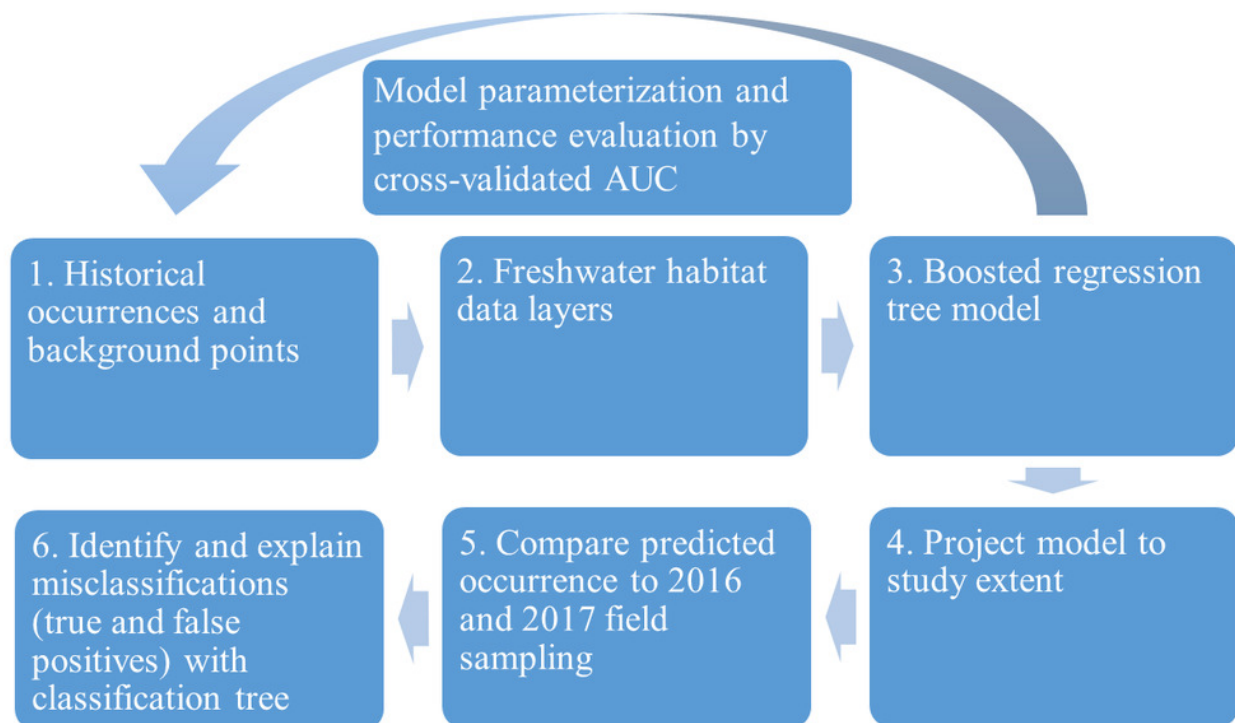 Model parameterization and
performance evaluation by
cross-validated AUC
1. Historical
occurrences and
background points
2. Freshwater habitat
data layers
3. Boosted regression
tree model
4. Project model to
study extent
5. Compare predicted
occurrence to 2016
and 2017 field
sampling
6. Identify and explain
misclassifications
(true and false
positives) with
classification tree